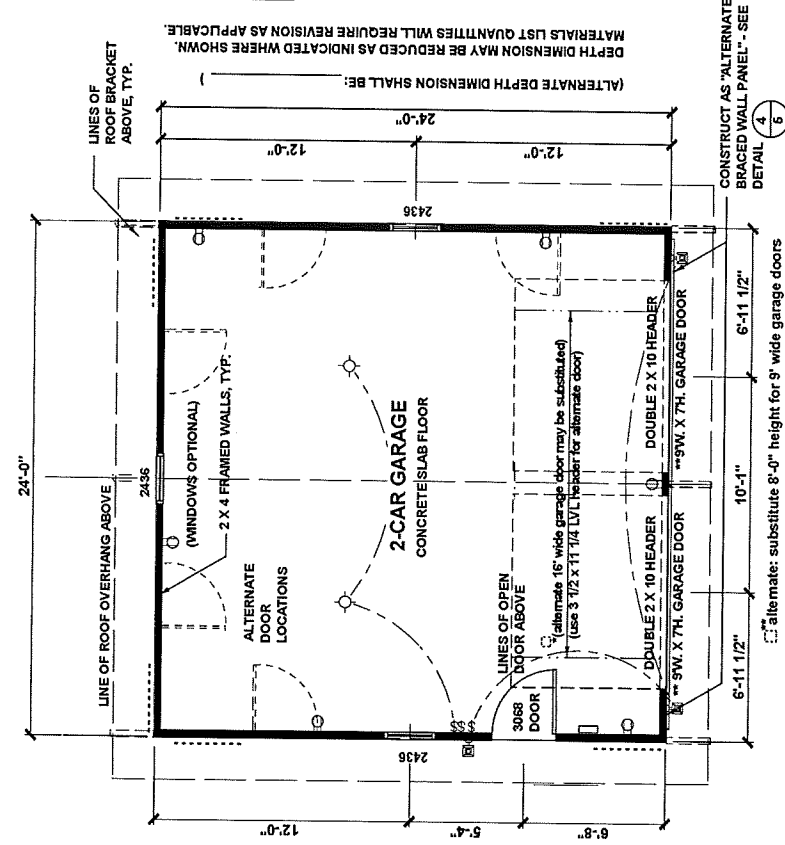 MATERIALS LIST QUANTITIES WILL REQUIRE REVISION AS APPLICABLE.
DEPTH DIMENSION MAY BE REDUCED AS INDICATED WHERE SHOWN.
(ALTERNATE DEPTH DIMENSION SHALL BE: )
LINES OF
ROOF BRACKET
ABOVE, TYP.
24'-0"
12'-0"
12'-0"
CONSTRUCT AS "ALTERNATE
BRACED WALL PANEL" - SEE
DETAIL
4
6
24'-0"
LINE OF ROOF OVERHANG ABOVE
2436
2436
2436
(WINDOWS OPTIONAL)
2 X 4 FRAMED WALLS, TYP.
ALTERNATE
DOOR
LOCATIONS
2-CAR GARAGE
CONCRETE SLAB FLOOR
LINES OF OPEN
DOOR ABOVE
*(alternate 16' wide garage door may be substituted)
(use 3 1/2 x 11 1/4 LVL header for alternate door)
3068
DOOR
$$$
DOUBLE 2 X 10 HEADER
** 9'W. X 7'H. GARAGE DOOR
DOUBLE 2 X 10 HEADER
**9'W. X 7'H. GARAGE DOOR
6'-11 1/2"
10'-1"
6'-11 1/2"
** alternate: substitute 8'-0" height for 9' wide garage doors
12'-0"
5'-4"
6'-8"